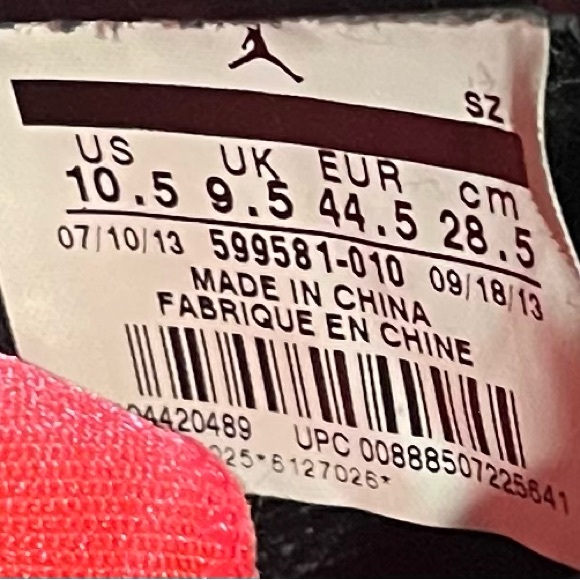 SZ
US UK EUR cm
10.5 9.5 44.5 28.5
07/10/13 599581-010 09/18/13
MADE IN CHINA
FABRIQUE EN CHINE
04420489 UPC 00888507225641
025*6127026*